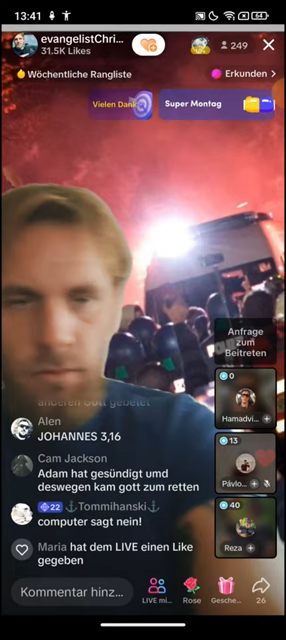 13:41
64
evangelistChri...
31.5K Likes
249
Wöchentliche Rangliste
Erkunden >
Vielen Dank
Super Montag
Anfrage
zum
Beitreten
anderen Gott gebetet
0
Hamadvi...
Alen
JOHANNES 3,16
13
Pávlo...
Cam Jackson
Adam hat gesündigt umd
deswegen kam gott zum retten
22 ⚓Tommihanski⚓
computer sagt nein!
40
Reza
Maria hat dem LIVE einen Like
gegeben
Kommentar hinz...
LIVE mi...
Rose
Gesche...
26